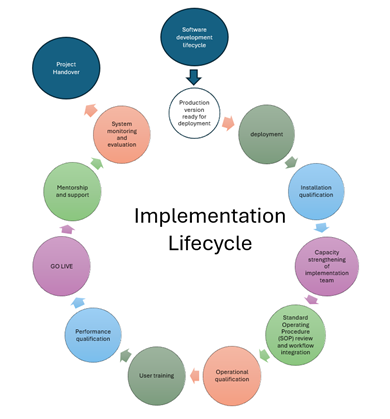 Software
development
lifecycle
Project
Handover
Production
version
ready for
deployment
deployment
System
monitoring
and
evaluation
Installation
qualification
Mentorship
and support
Implementation
Lifecycle
Capacity
strengthening
of
implementation
team
GO LIVE
Standard
Operating
Procedure
(SOP) review
and workflow
integration
Performance
qualification
Operational
qualification
User training